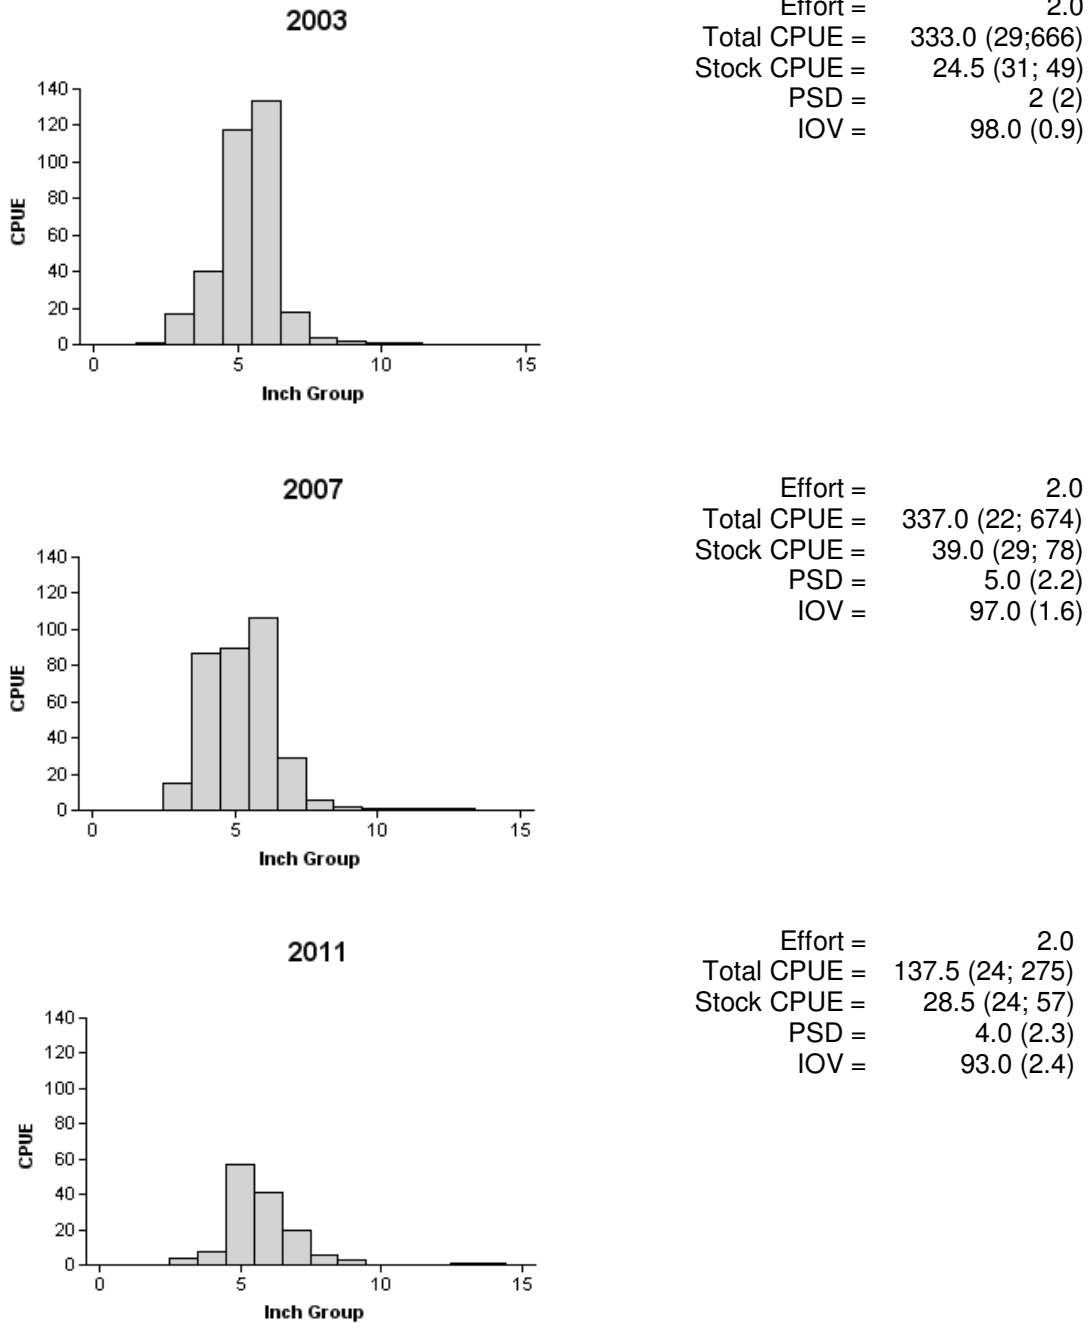 Effort = 2.0
2003
Total CPUE = 333.0 (29;666)
Stock CPUE = 24.5 (31; 49)
PSD = 2 (2)
IOV = 98.0 (0.9)
140
120
100
80
60
40
20
0
CPUE
0 5 10 15
Inch Group
2007
Effort = 2.0
Total CPUE = 337.0 (22; 674)
Stock CPUE = 39.0 (29; 78)
PSD = 5.0 (2.2)
IOV = 97.0 (1.6)
140
120
100
80
60
40
20
0
CPUE
0 5 10 15
Inch Group
2011
Effort = 2.0
Total CPUE = 137.5 (24; 275)
Stock CPUE = 28.5 (24; 57)
PSD = 4.0 (2.3)
IOV = 93.0 (2.4)
140
120
100
80
60
40
20
0
CPUE
0 5 10 15
Inch Group